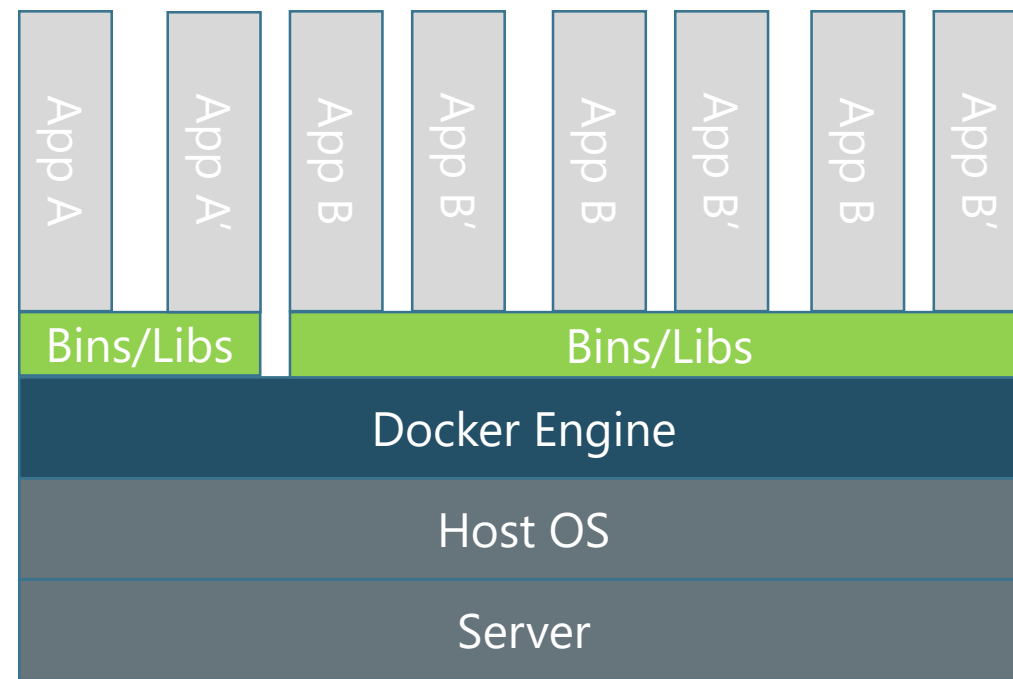 App A
App A′
App B
App B′
App B
App B′
App B
App B′
Bins/Libs
Bins/Libs
Docker Engine
Host OS
Server